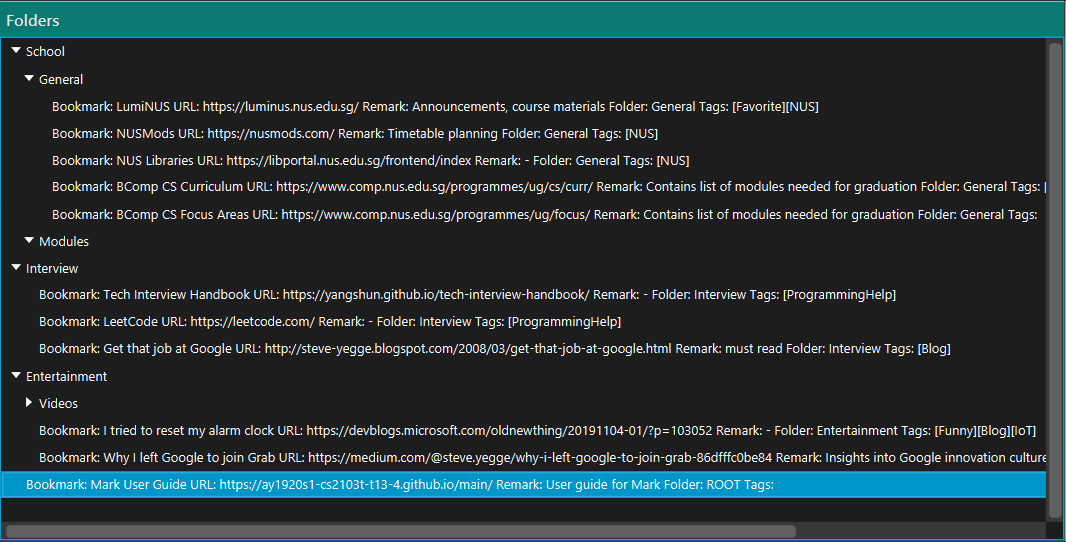 Folders
School
General
Bookmark: LumiNUS URL: https://luminus.nus.edu.sg/ Remark: Announcements, course materials Folder: General Tags: [Favorite][NUS]
Bookmark: NUSMods URL: https://nusmods.com/ Remark: Timetable planning Folder: General Tags: [NUS]
Bookmark: NUS Libraries URL: https://libportal.nus.edu.sg/frontend/index Remark: - Folder: General Tags: [NUS]
Bookmark: BComp CS Curriculum URL: https://www.comp.nus.edu.sg/programmes/ug/cs/curr/ Remark: Contains list of modules needed for graduation Folder: General Tags: [
Bookmark: BComp CS Focus Areas URL: https://www.comp.nus.edu.sg/programmes/ug/focus/ Remark: Contains list of modules needed for graduation Folder: General Tags:
Modules
Interview
Bookmark: Tech Interview Handbook URL: https://yangshun.github.io/tech-interview-handbook/ Remark: - Folder: Interview Tags: [ProgrammingHelp]
Bookmark: LeetCode URL: https://leetcode.com/ Remark: - Folder: Interview Tags: [ProgrammingHelp]
Bookmark: Get that job at Google URL: http://steve-yegge.blogspot.com/2008/03/get-that-job-at-google.html Remark: must read Folder: Interview Tags: [Blog]
Entertainment
Videos
Bookmark: I tried to reset my alarm clock URL: https://devblogs.microsoft.com/oldnewthing/20191104-01/?p=103052 Remark: - Folder: Entertainment Tags: [Funny][Blog][IoT]
Bookmark: Why I left Google to join Grab URL: https://medium.com/@steve.yegge/why-i-left-google-to-join-grab-86dfffc0be84 Remark: Insights into Google innovation culture
Bookmark: Mark User Guide URL: https://ay1920s1-cs2103t-t13-4.github.io/main/ Remark: User guide for Mark Folder: ROOT Tags: